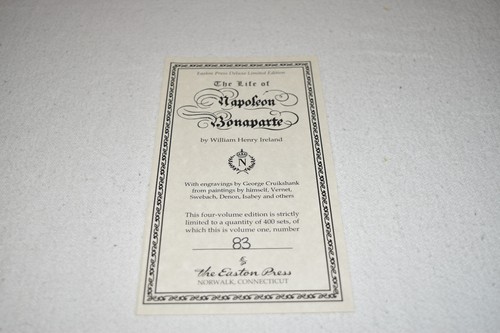 Easton Press Deluxe Limited Edition
The Life of
Napoleon
Bonaparte
by William Henry Ireland
N
With engravings by George Cruikshank
from paintings by himself, Vernet,
Swebach, Denon, Isabey and others
This four-volume edition is strictly
limited to a quantity of 400 sets, of
which this is volume one, number
83
The Easton Press
NORWALK, CONNECTICUT